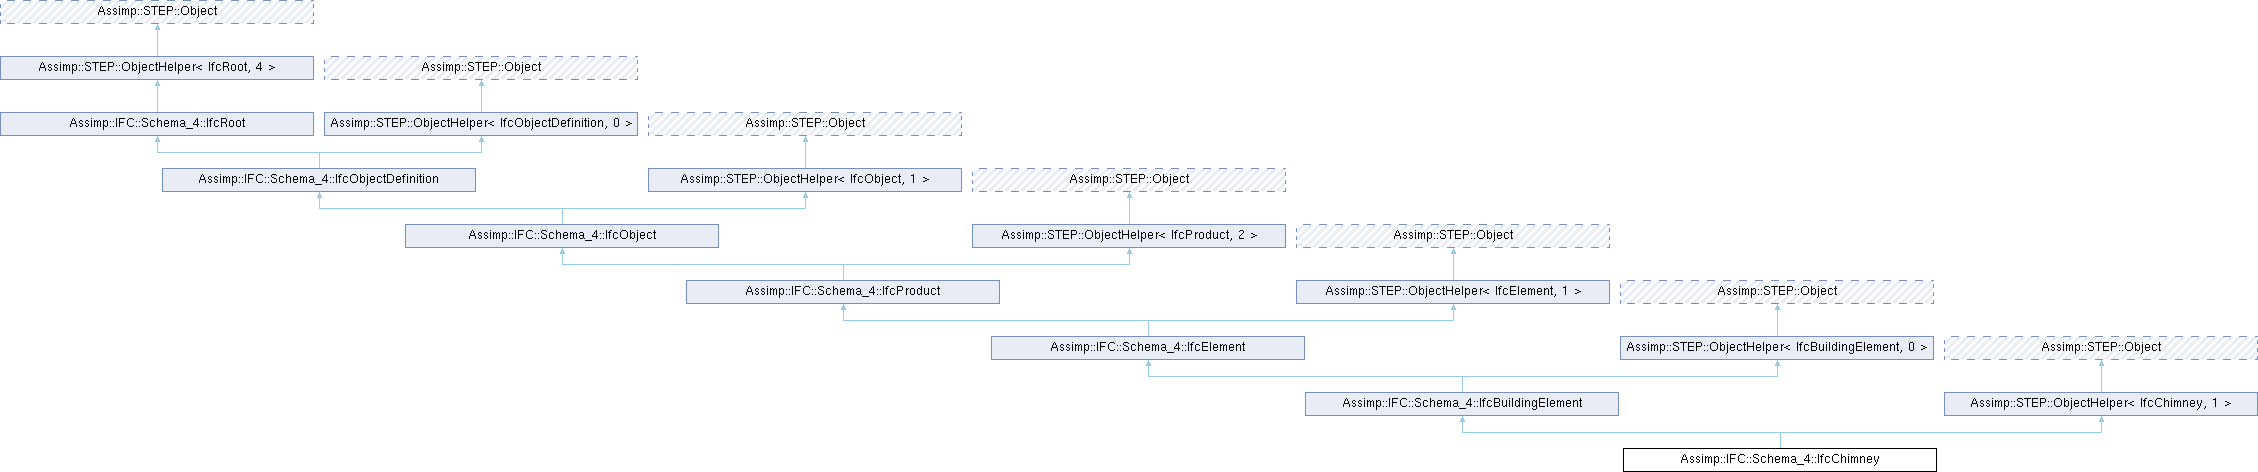 Assimp::STEP::Object
Assimp::STEP::ObjectHelper< IfcRoot, 4 >
Assimp::STEP::Object
Assimp::IFC::Schema_4::IfcRoot
Assimp::STEP::ObjectHelper< IfcObjectDefinition, 0 >
Assimp::STEP::Object
Assimp::IFC::Schema_4::IfcObjectDefinition
Assimp::STEP::ObjectHelper< IfcObject, 1 >
Assimp::STEP::Object
Assimp::IFC::Schema_4::IfcObject
Assimp::STEP::ObjectHelper< IfcProduct, 2 >
Assimp::STEP::Object
Assimp::IFC::Schema_4::IfcProduct
Assimp::STEP::ObjectHelper< IfcElement, 1 >
Assimp::STEP::Object
Assimp::IFC::Schema_4::IfcElement
Assimp::STEP::ObjectHelper< IfcBuildingElement, 0 >
Assimp::STEP::Object
Assimp::IFC::Schema_4::IfcBuildingElement
Assimp::STEP::ObjectHelper< IfcChimney, 1 >
Assimp::IFC::Schema_4::IfcChimney